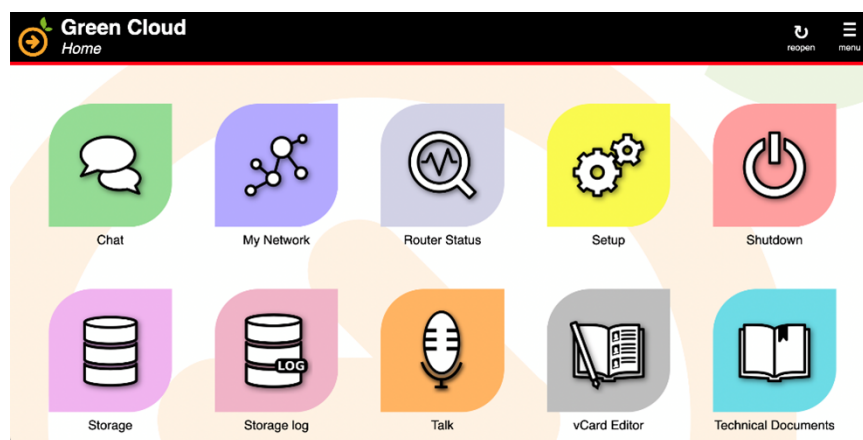 Green Cloud
Home
reopen
menu
Chat
My Network
Router Status
Setup
Shutdown
LOG
Storage
Storage log
Talk
vCard Editor
Technical Documents